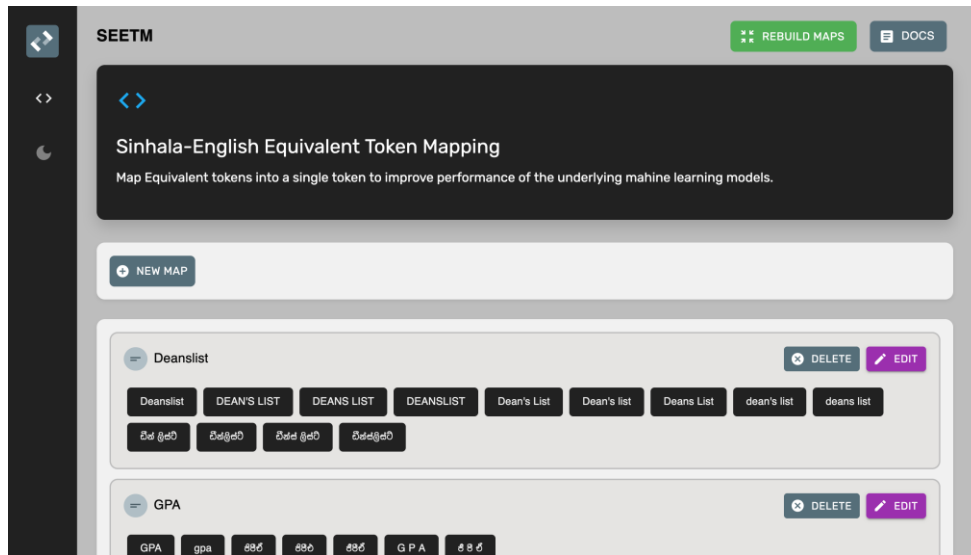 SEETM
REBUILD MAPS
DOCS
Sinhala-English Equivalent Token Mapping
Map Equivalent tokens into a single token to improve performance of the underlying mahine learning models.
NEW MAP
Deanslist
DELETE
EDIT
Deanslist DEAN'S LIST DEANS LIST DEANSLIST Dean's List Dean's list Deans List dean's list deans list
ඩීන් ලිස්ට් ඩීන්ලිස්ට් ඩීන්ස් ලිස්ට් ඩීන්ස්ලිස්ට්
GPA
DELETE
EDIT
GPA gpa G P A